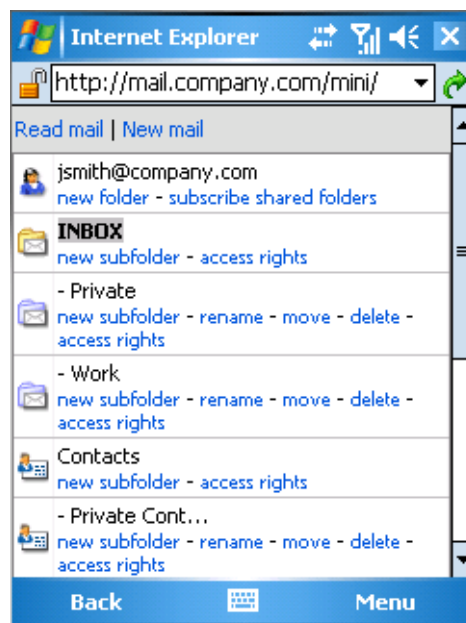 Internet Explorer
http://mail.company.com/mini/
Read mail | New mail
jsmith@company.com
new folder - subscribe shared folders
INBOX
new subfolder - access rights
- Private
new subfolder - rename - move - delete -
access rights
- Work
new subfolder - rename - move - delete -
access rights
Contacts
new subfolder - access rights
- Private Cont...
new subfolder - rename - move - delete -
access rights
Back
Menu